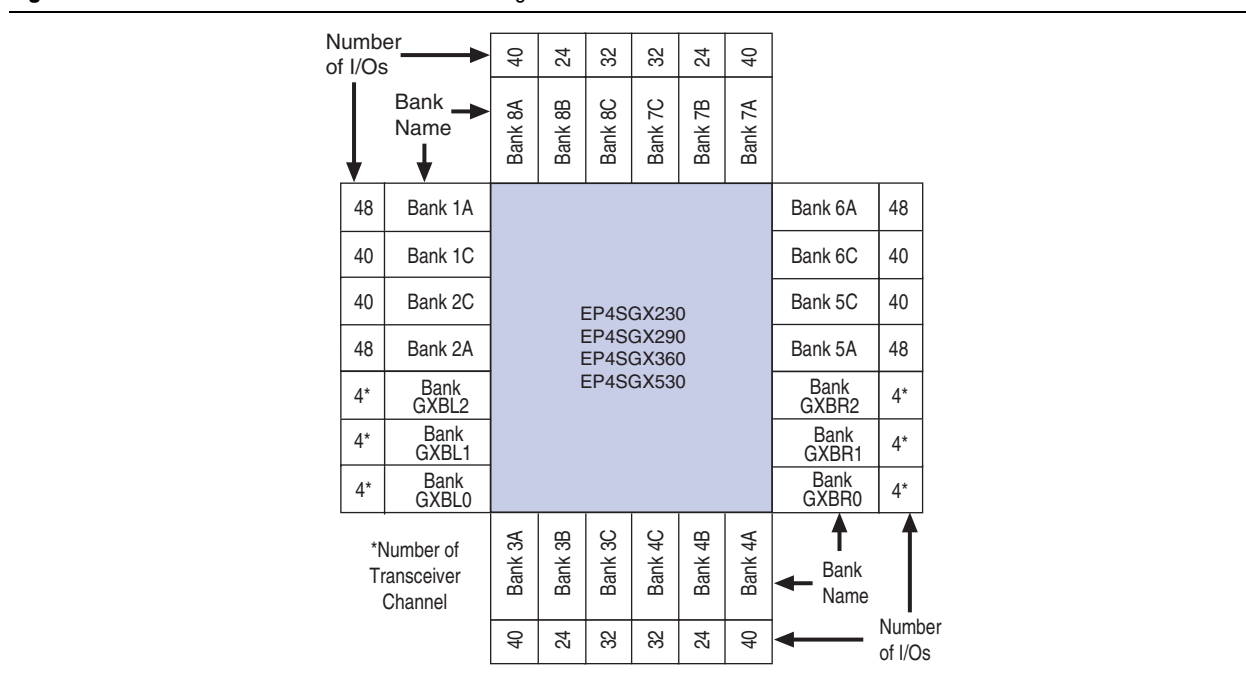 Number
of I/Os
40 24 32 32 24 40
Bank
Name
Bank 8A Bank 8B Bank 8C Bank 7C Bank 7B Bank 7A
48 Bank 1A Bank 6A 48
40 Bank 1C Bank 6C 40
40 Bank 2C Bank 5C 40
48 Bank 2A Bank 5A 48
EP4SGX230
EP4SGX290
EP4SGX360
EP4SGX530
4* Bank
GXBL2
Bank
GXBR2 4*
4* Bank
GXBL1
Bank
GXBR1 4*
4* Bank
GXBL0
Bank
GXBR0 4*
*Number of
Transceiver
Channel
Bank 3A Bank 3B Bank 3C Bank 4C Bank 4B Bank 4A
Bank
Name
40 24 32 32 24 40
Number
of I/Os